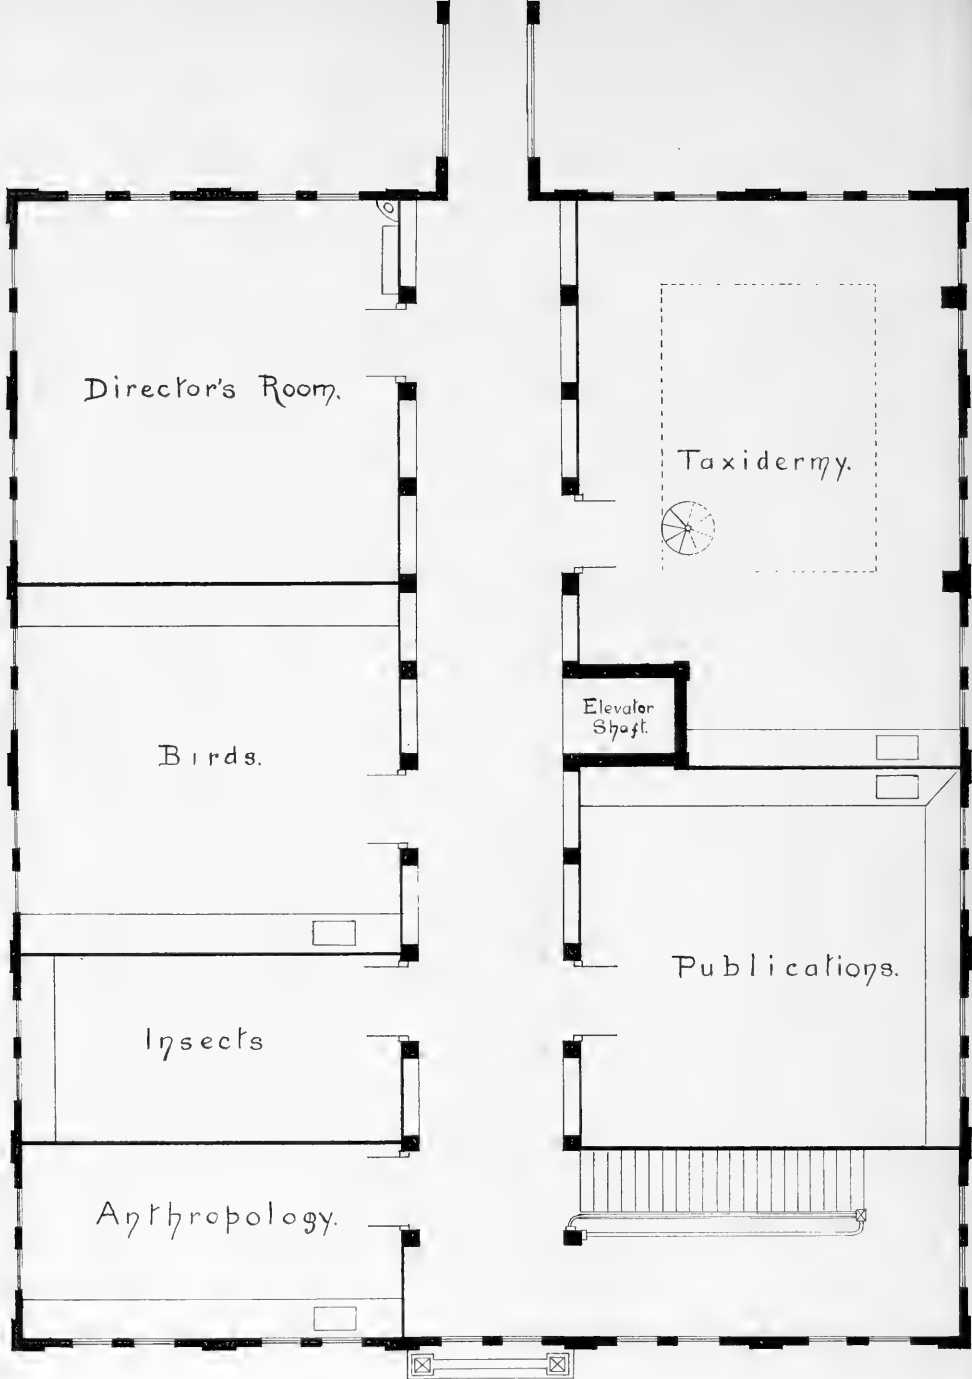 Director's Room.
Taxidermy.
Elevator
Shaft.
Birds.
Publications.
Insects
Anthropology.